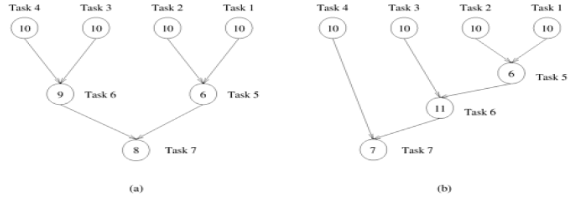 Task 4 Task 3 Task 2 Task 1 Task 4 Task 3 Task 2 Task 1
10 10 10 10 10 10 10 10
6 Task 5
9 Task 6 6 Task 5
11 Task 6
8 Task 7 7 Task 7
(a) (b)